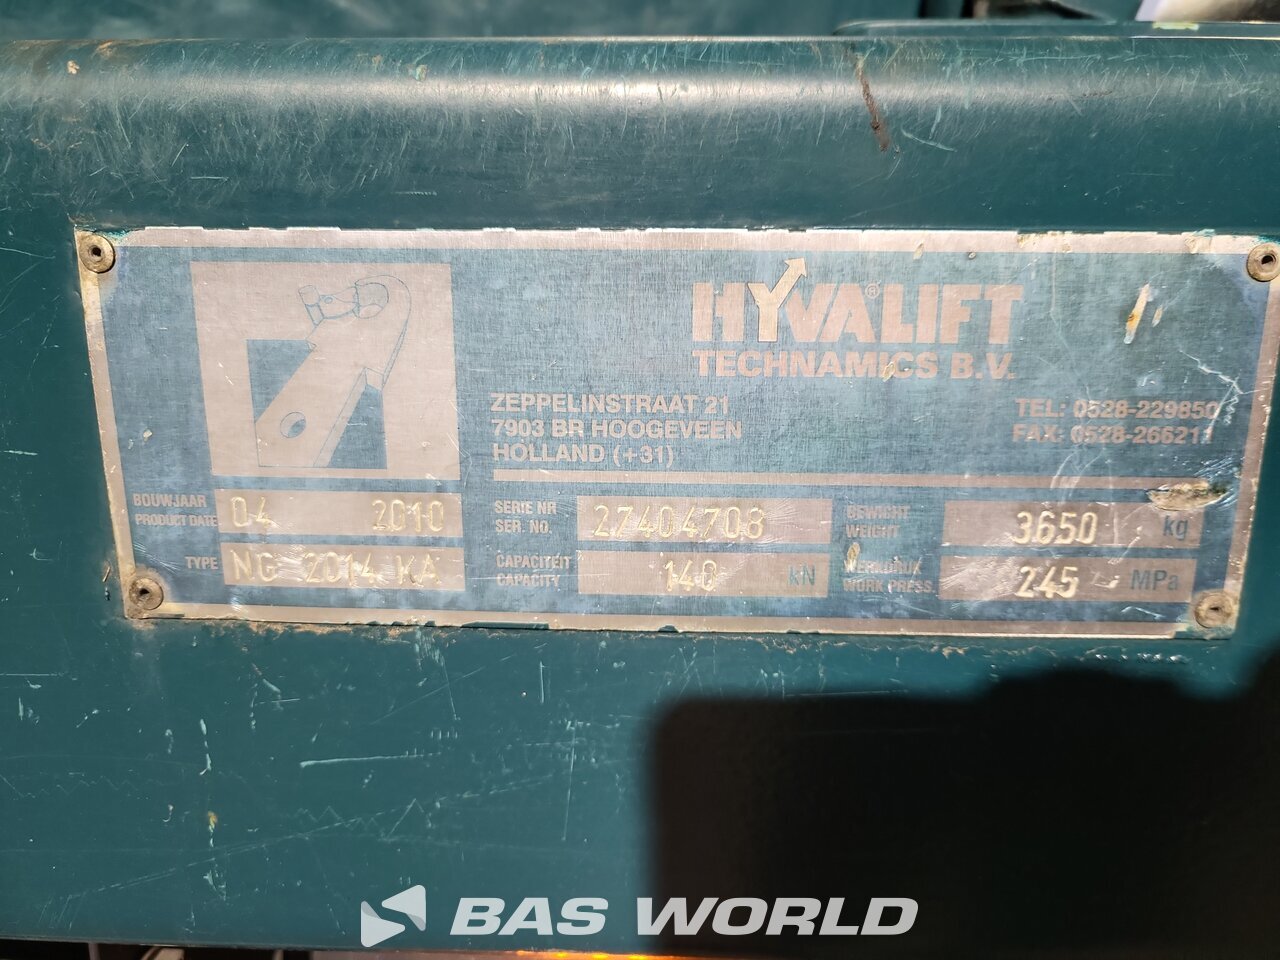 HYVALIFT®
TECHNAMICS B.V.
ZEPPELINSTRAAT 21
7903 BR HOOGEVEEN
HOLLAND (+31)
TEL: 0528-229850
FAX: 0528-266211
BOUWJAAR
PRODUCT DATE
04 2010
SERIE NR
SER. NO.
27404708
GEWICHT
WEIGHT
3650 kg
TYPE
NG 2014 KA
CAPACITEIT
CAPACITY
140 kN
WERKDRUK
WORK PRESS.
245 MPa
BAS WORLD